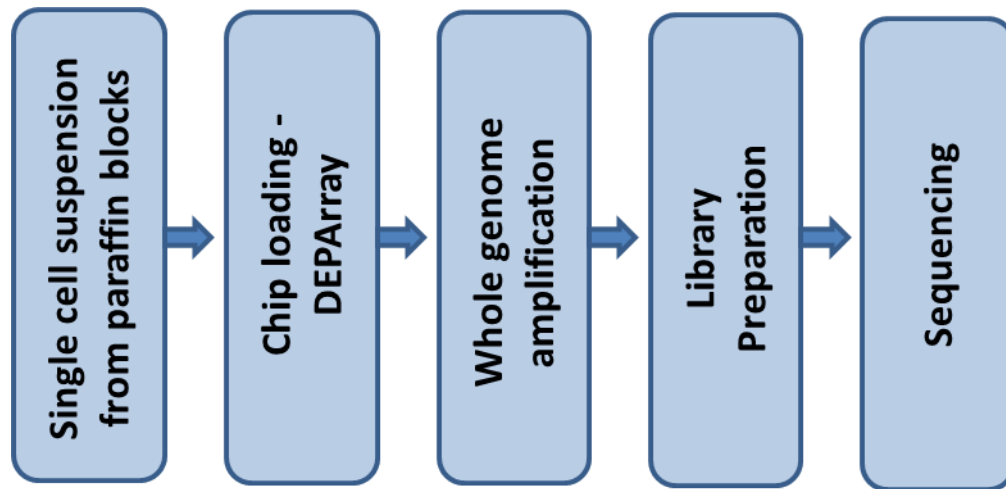 Single cell suspension
from paraffin blocks
Chip loading -
DEPArray
Whole genome
amplification
Library
Preparation
Sequencing